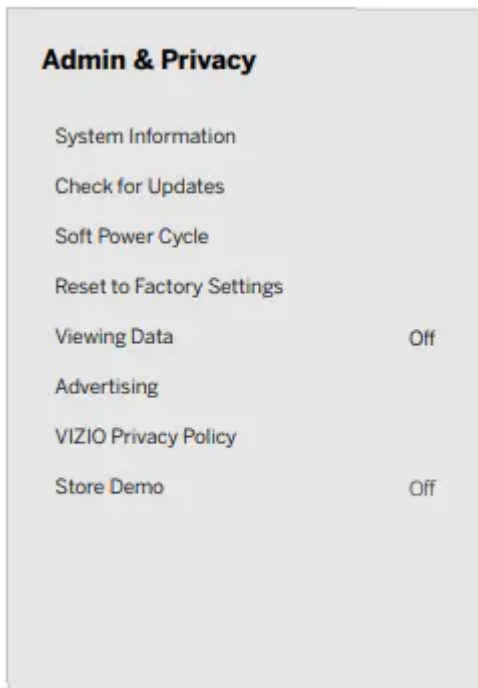 Admin & Privacy
System Information
Check for Updates
Soft Power Cycle
Reset to Factory Settings
Viewing Data Off
Advertising
VIZIO Privacy Policy
Store Demo Off